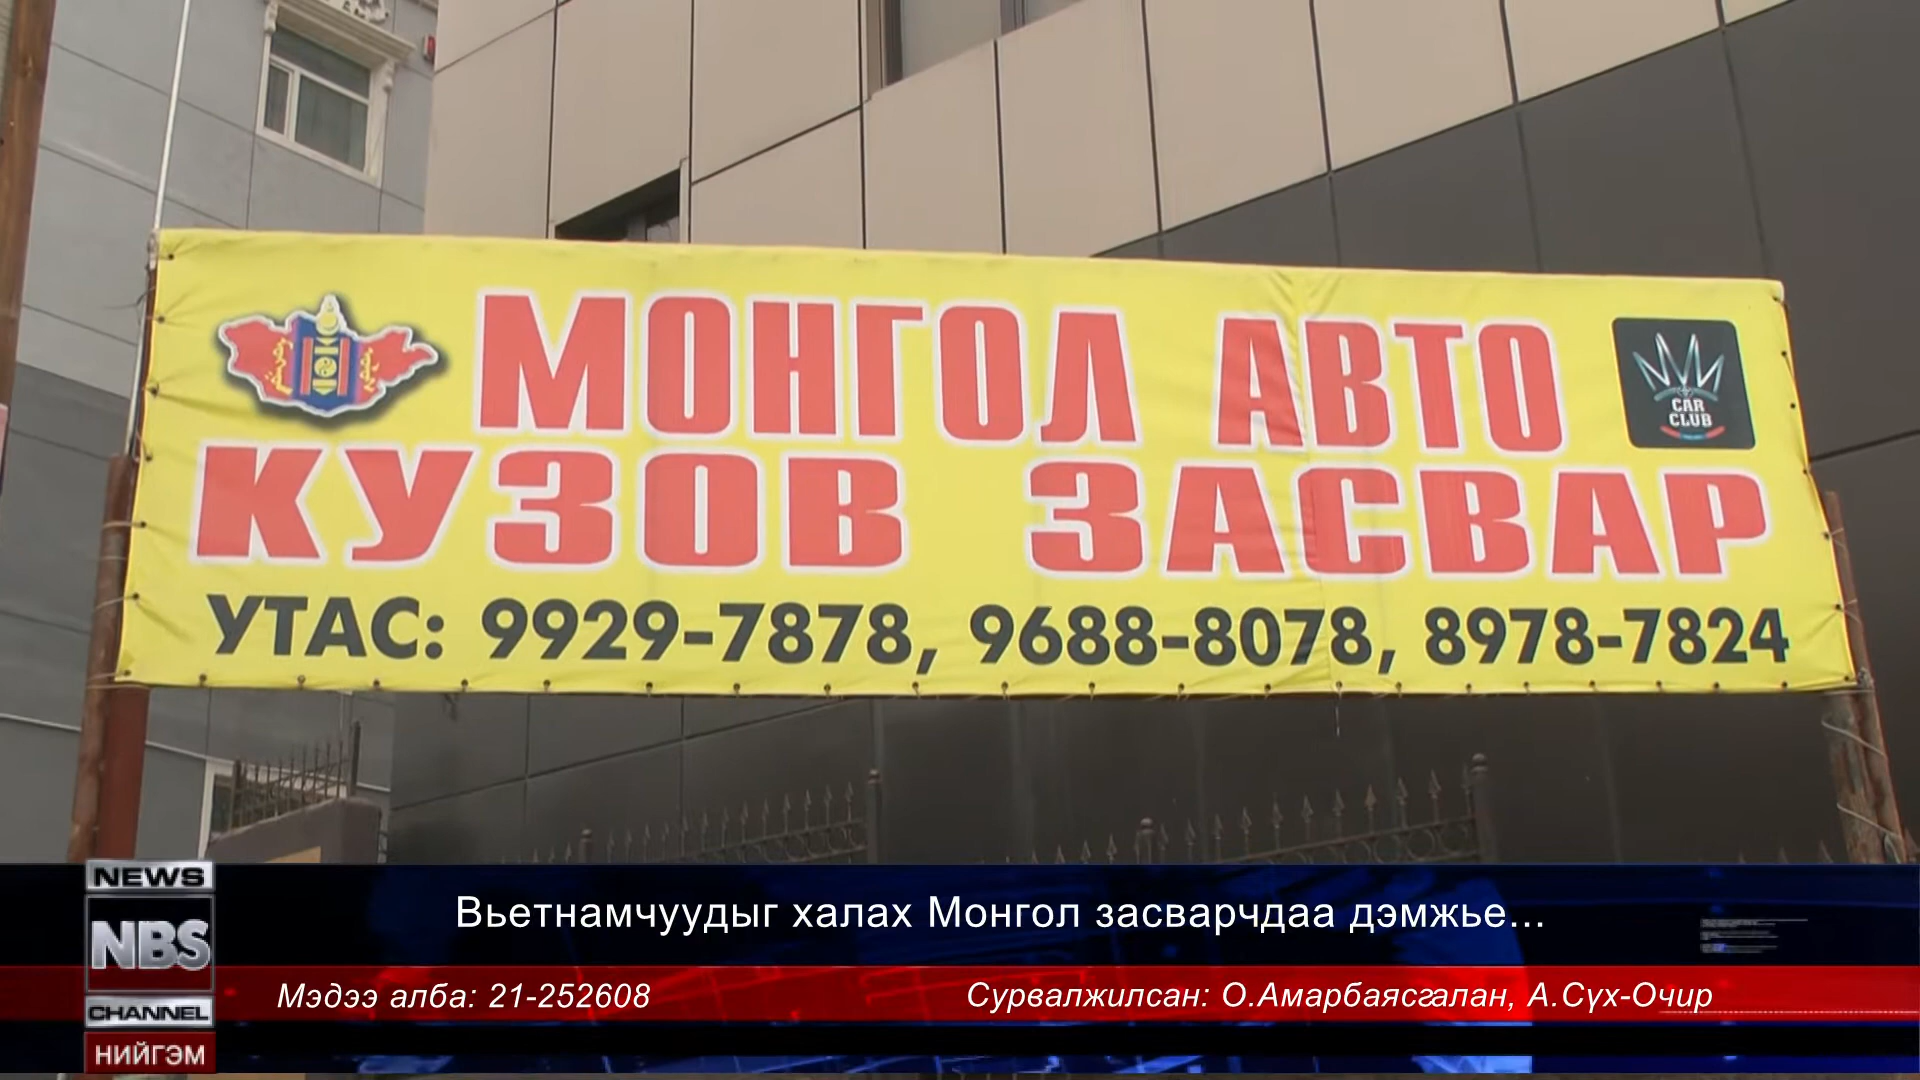 МОНГОЛ АВТО
CAR
CLUB
КУЗОВ ЗАСВАР
УТАС: 9929-7878, 9688-8078, 8978-7824
NEWS
NBS
CHANNEL
НИЙГЭМ
Вьетнамчуудыг халах Монгол засварчдаа дэмжье...
Мэдээ алба: 21-252608
Сурвалжилсан: О.Амарбаясгалан, А.Сүх-Очир